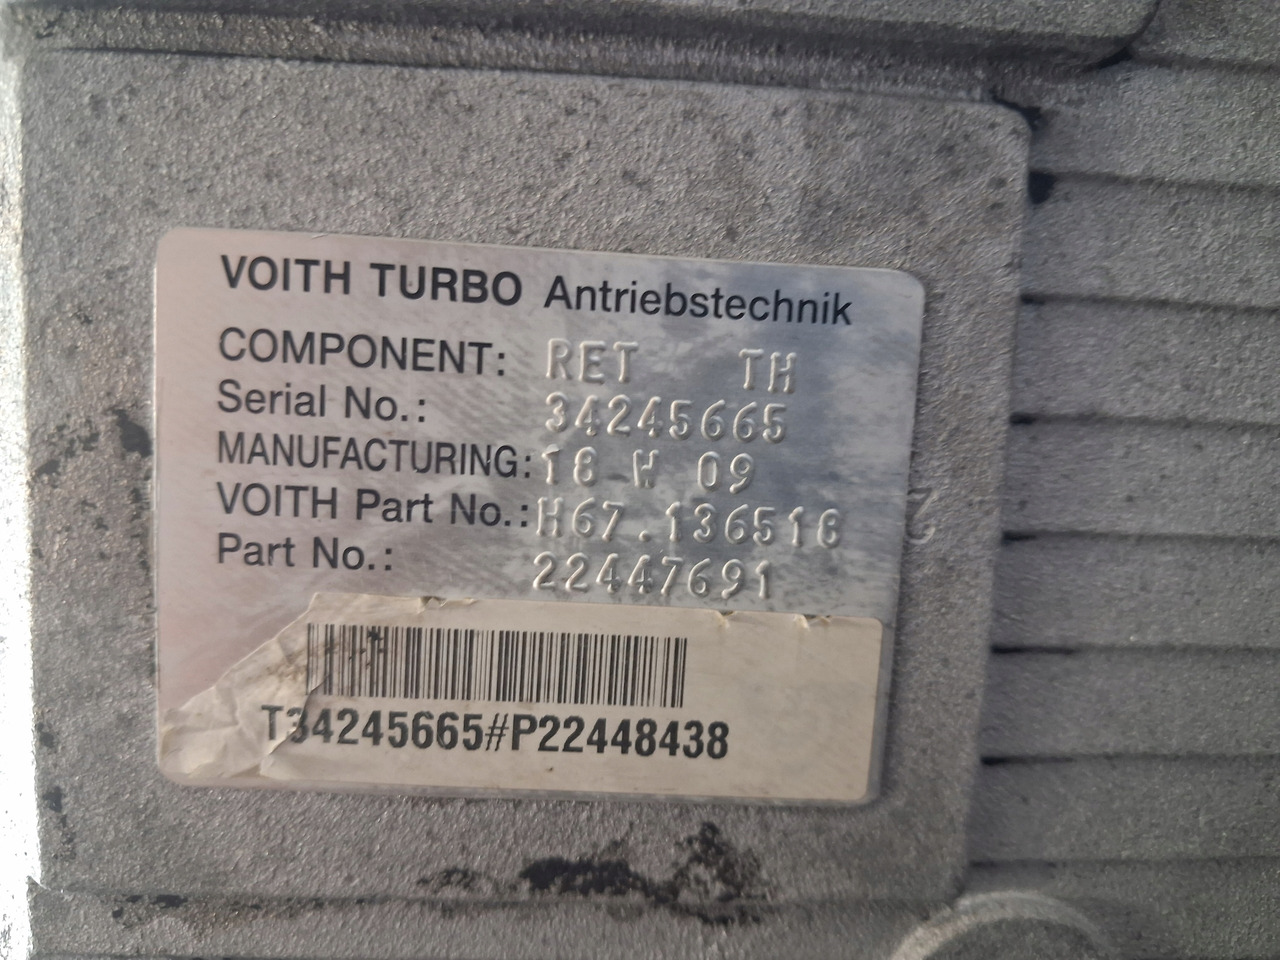 VOITH TURBO Antriebstechnik
COMPONENT: RET TH
Serial No.: 34245665
MANUFACTURING: 18 W 09
VOITH Part No.: H67.136518
Part No.: 22447691
2
T34245665#P22448438